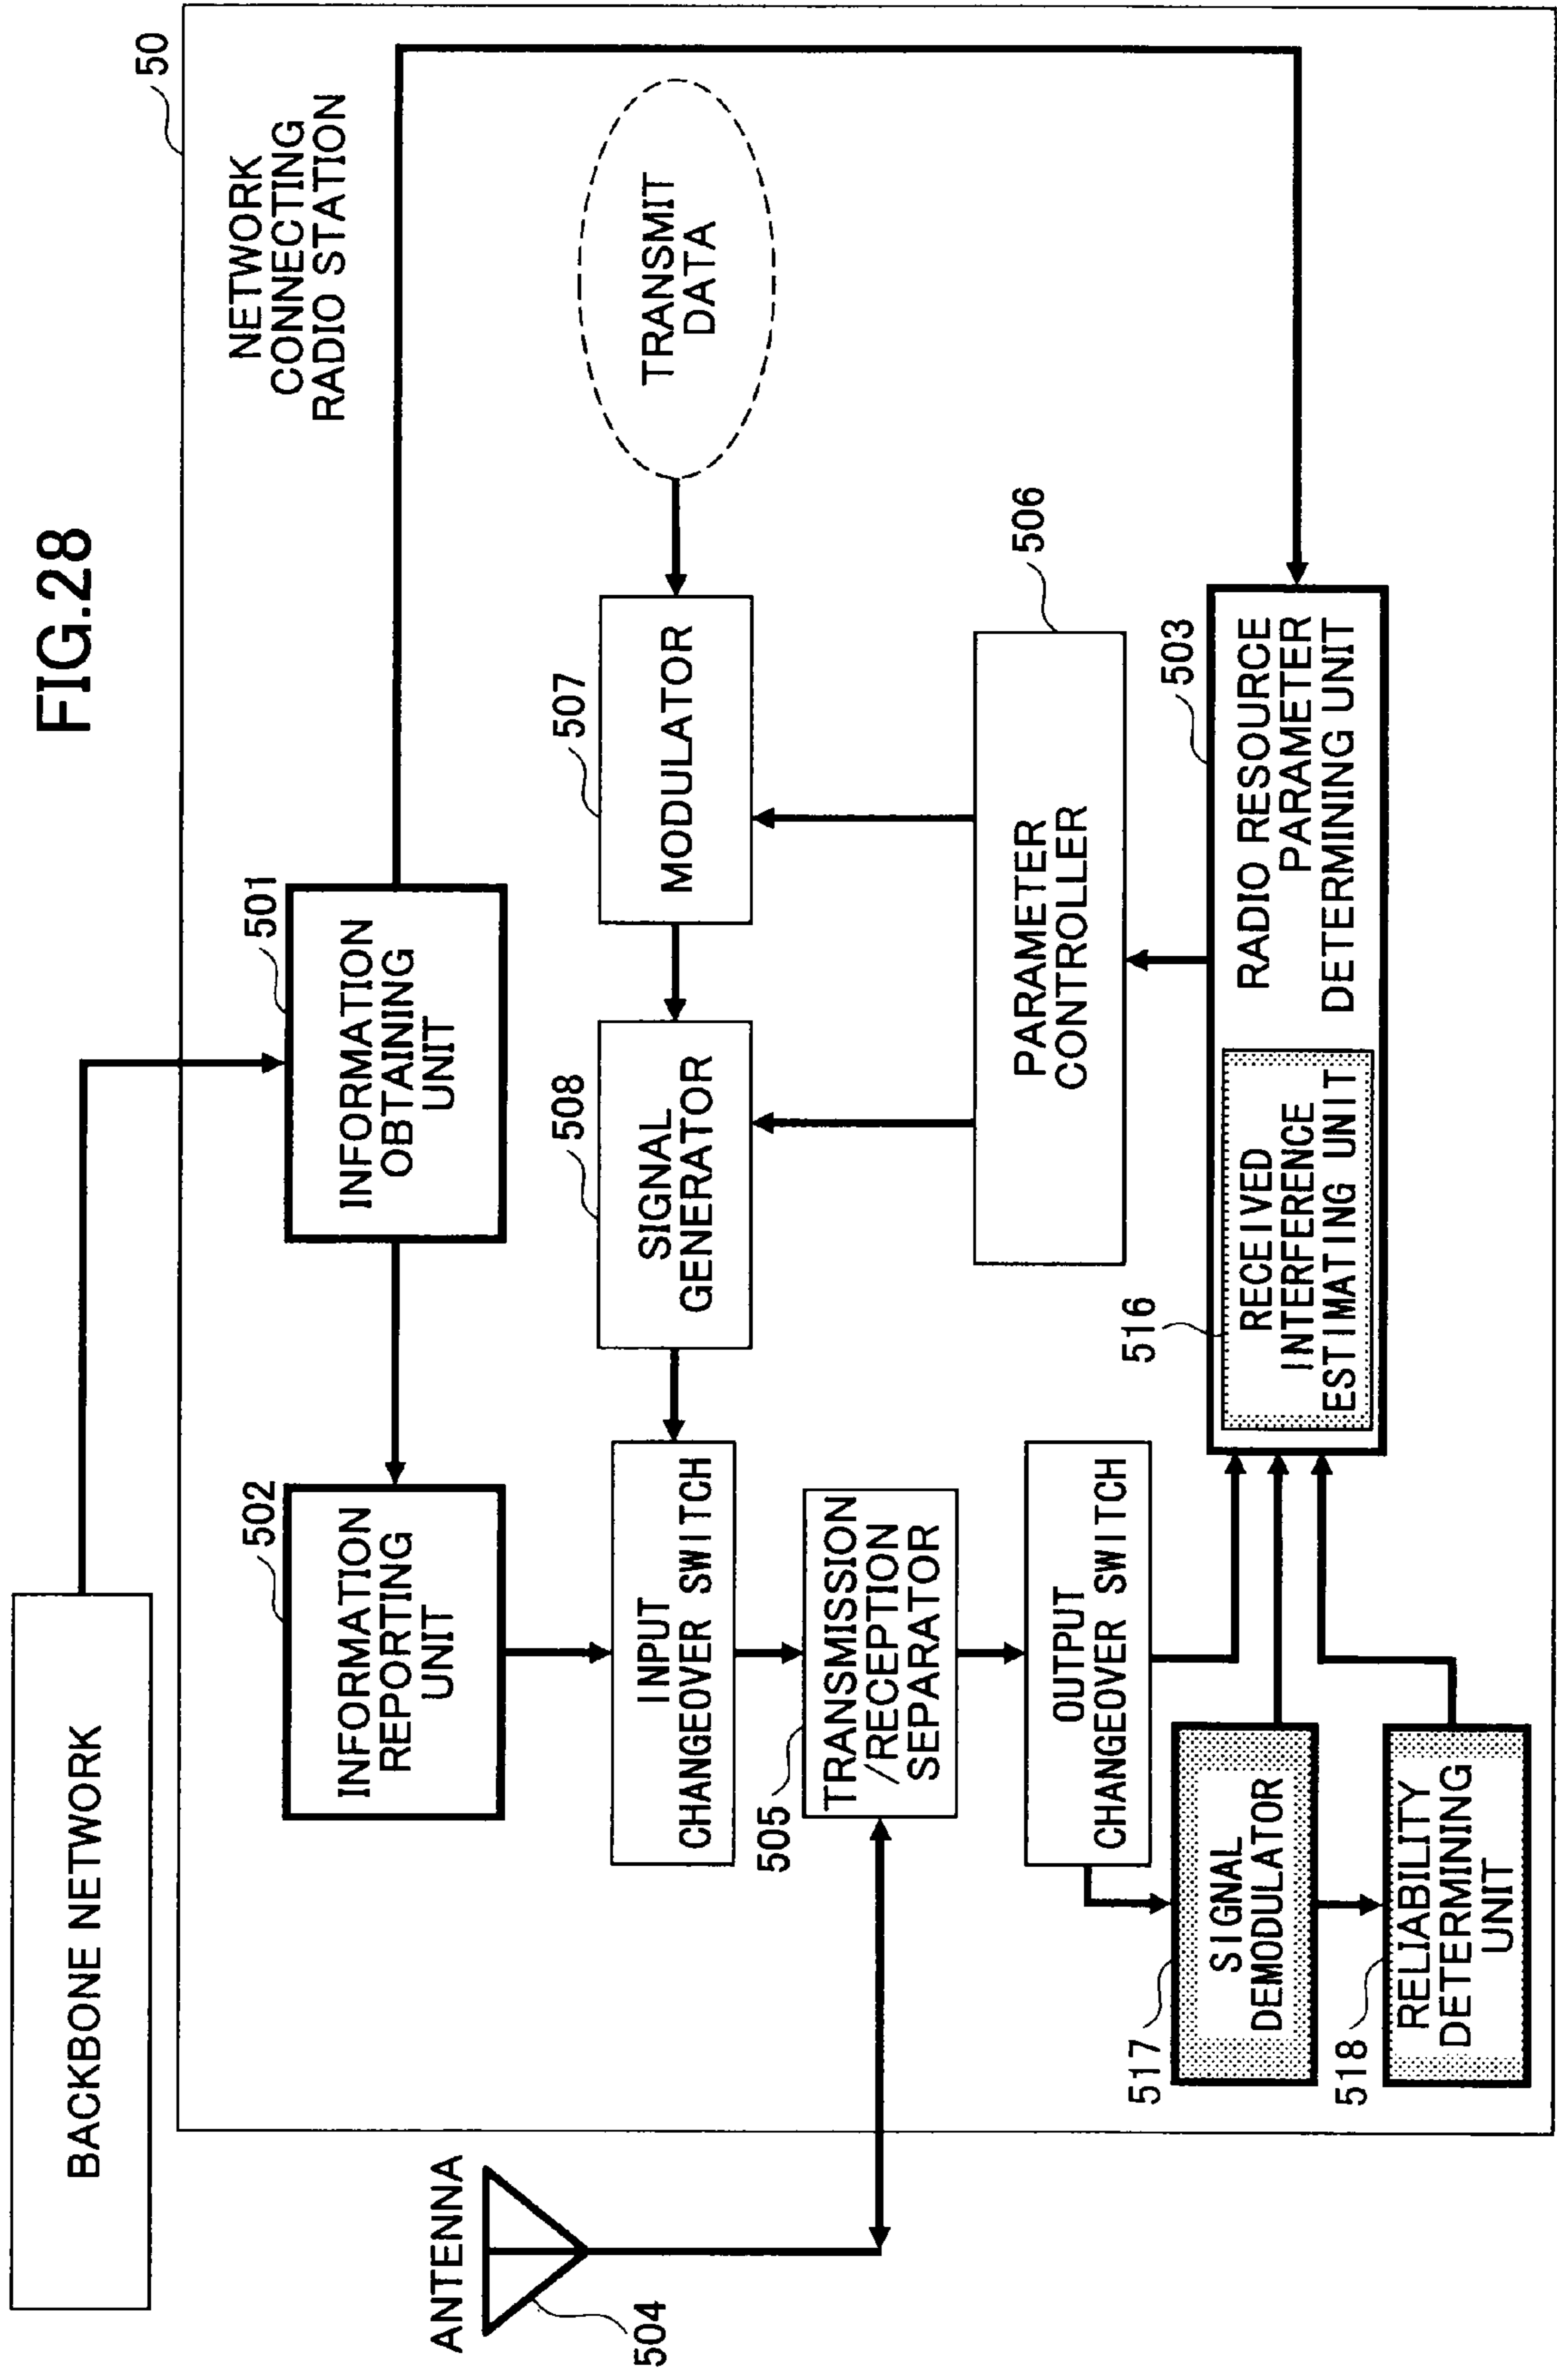 FIG.28
BACKBONE NETWORK
50
NETWORK
CONNECTING
RADIO STATION
501
INFORMATION
OBTAINING
UNIT
502
INFORMATION
REPORTING
UNIT
TRANSMIT
DATA
507
MODULATOR
508
SIGNAL
GENERATOR
INPUT
CHANGEOVER SWITCH
ANTENNA
504
505
TRANSMISSION
/RECEPTION
SEPARATOR
506
PARAMETER
CONTROLLER
OUTPUT
CHANGEOVER SWITCH
503
RADIO RESOURCE
PARAMETER
DETERMINING UNIT
516
RECEIVED
INTERFERENCE
ESTIMATING UNIT
517
SIGNAL
DEMODULATOR
518
RELIABILITY
DETERMINING
UNIT